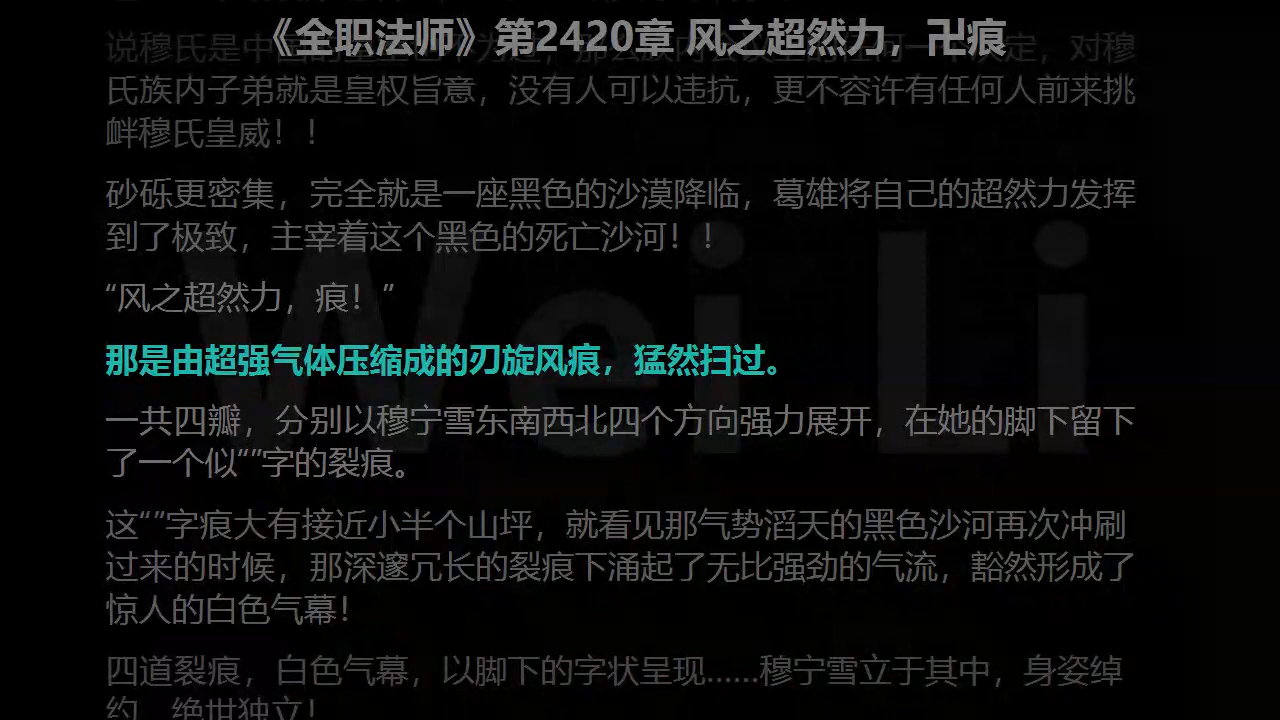 《全职法师》第2420章 风之超然力，卍痕
说穆氏是中国的皇室也不为过，那么族内会议上的任何一个决定，对穆
氏族内子弟就是皇权旨意，没有人可以违抗，更不容许有任何人前来挑
衅穆氏皇威！！
砂砾更密集，完全就是一座黑色的沙漠降临，葛雄将自己的超然力发挥
到了极致，主宰着这个黑色的死亡沙河！！
“风之超然力，痕！”
那是由超强气体压缩成的刃旋风痕，猛然扫过。
一共四瓣，分别以穆宁雪东南西北四个方向强力展开，在她的脚下留下
了一个似“”字的裂痕。
这“”字痕大有接近小半个山坪，就看见那气势滔天的黑色沙河再次冲刷
过来的时候，那深邃冗长的裂痕下涌起了无比强劲的气流，豁然形成了
惊人的白色气幕！
四道裂痕，白色气幕，以脚下的字状呈现……穆宁雪立于其中，身姿绰
约，绝世独立！
Wei Li